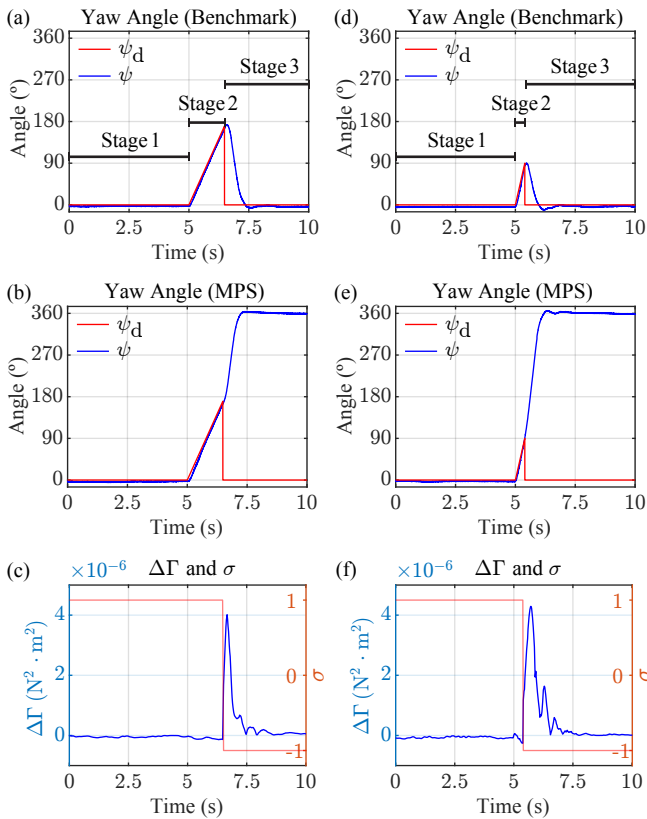 (a) Yaw Angle (Benchmark)
360
270
180
90
0
Angle (º)
ψd
ψ
Stage 1
Stage 2
Stage 3
0 2.5 5 7.5 10
Time (s)
(d) Yaw Angle (Benchmark)
360
270
180
90
0
Angle (º)
ψd
ψ
Stage 1
Stage 2
Stage 3
0 2.5 5 7.5 10
Time (s)
(b) Yaw Angle (MPS)
360
270
180
90
0
Angle (º)
ψd
ψ
0 2.5 5 7.5 10
Time (s)
(e) Yaw Angle (MPS)
360
270
180
90
0
Angle (º)
ψd
ψ
0 2.5 5 7.5 10
Time (s)
(c) ×10⁻⁶ ΔΓ and σ
4
2
0
ΔΓ (N² · m²)
1
0
-1
σ
0 2.5 5 7.5 10
Time (s)
(f) ×10⁻⁶ ΔΓ and σ
4
2
0
ΔΓ (N² · m²)
1
0
-1
σ
0 2.5 5 7.5 10
Time (s)